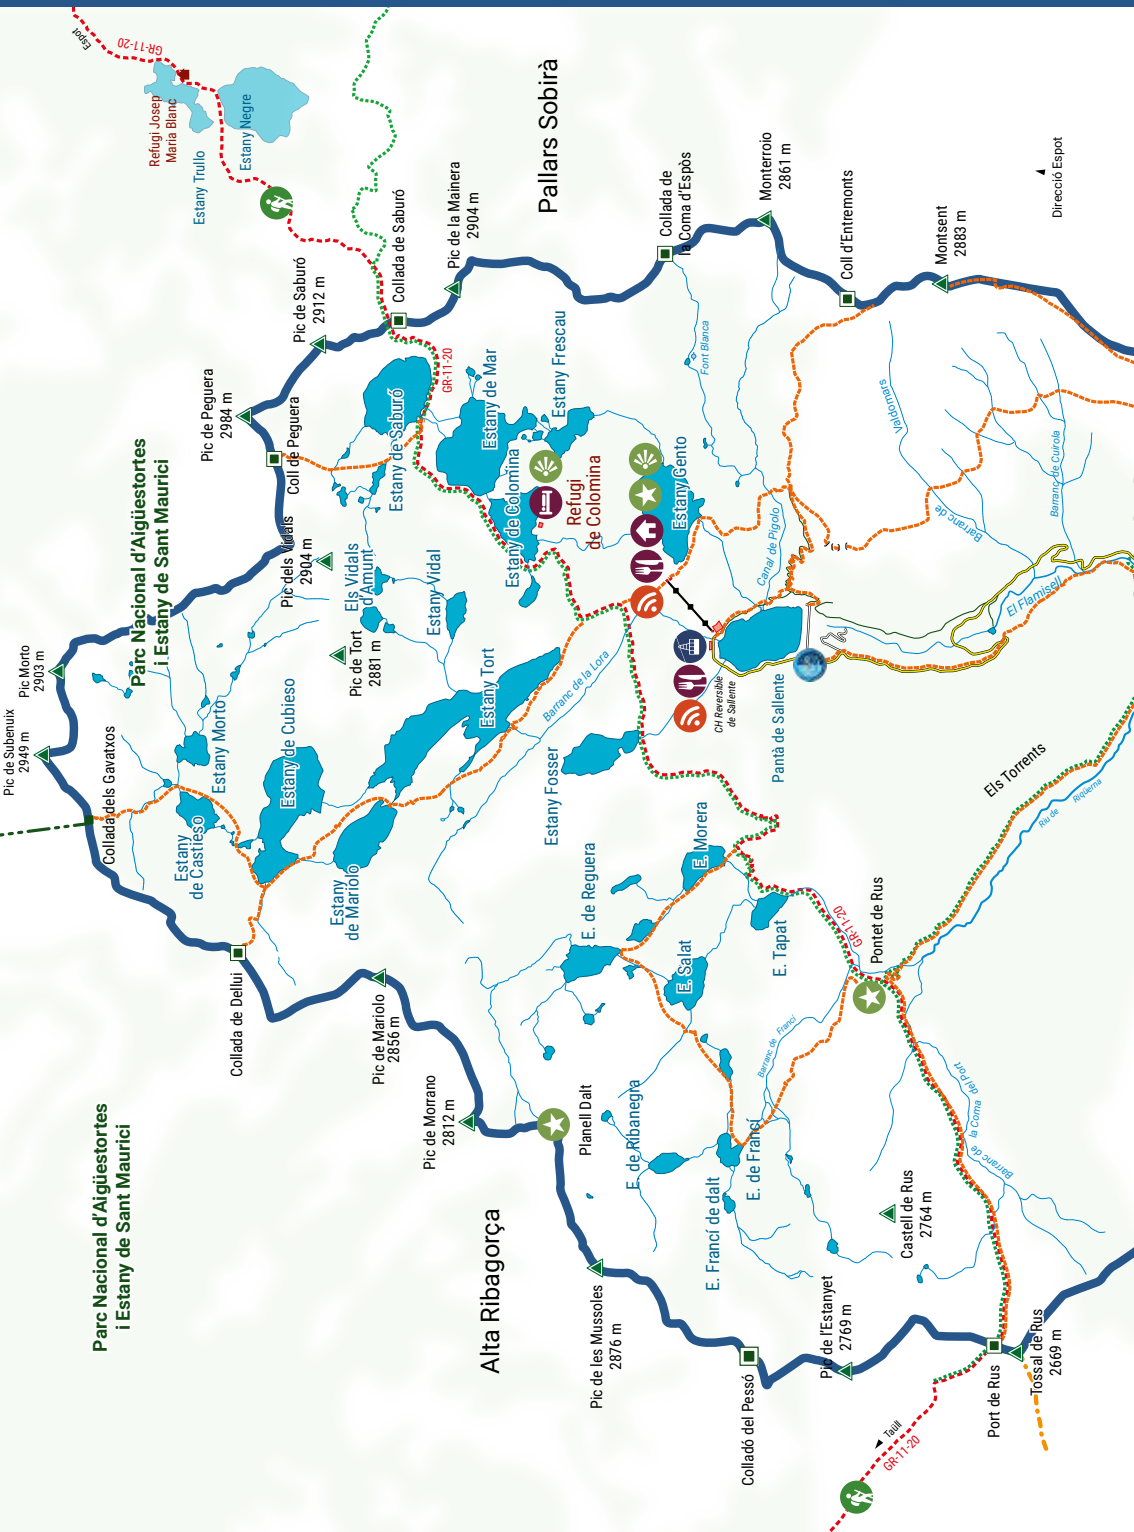 Espot
GR-11-20
Refugi Josep
Maria Blanc
Estany Trullo
Estany Negre
Pallars Sobirà
Collada de Saburó
Pic de la Mainera
2904 m
Collada de
la Coma d'Espòs
Monterroio
2861 m
Coll d'Entremonts
Montsent
2883 m
Direcció Espot
Pic de Saburó
2912 m
Pic de Peguera
2984 m
Coll de Peguera
Parc Nacional d'Aigüestortes
i Estany de Sant Maurici
Pic dels Vidals
2904 m
Pic de Tort
2881 m
Pic Morto
2903 m
Pic de Subenuix
2949 m
Collada dels Gavatxos
Estany de Saburó
GR-11-20
Estany de Mar
Estany Frescau
Estany de Colomina
Refugi
de Colomina
Estany Gento
Font Blanca
Els Vidals
d'Amunt
Estany Vidal
Estany Tort
Estany Morto
Estany de Cubieso
Estany
de Castieso
Estany
de Mariolo
Barranc de la Lora
Estany Fosser
CH Reversible
de Sallente
Pantà de Sallente
Canal de Pigolo
Valdomars
Barranc de
Barranc de Cuirola
El Flamisell
Els Torrents
Riu de Riqüerna
E. de Reguera
E. Morera
E. Salat
E. Tapat
GR-11-20
Pontet de Rus
Collada de Dellui
Pic de Mariolo
2856 m
Pic de Morrano
2812 m
Planell Dalt
Parc Nacional d'Aigüestortes
i Estany de Sant Maurici
E. de Ribanegra
E. Francí de dalt
E. de Francí
Barranc de Francí
Barranc de la Coma del Port
Castell de Rus
2764 m
Alta Ribagorça
Pic de les Mussoles
2876 m
Colladó del Pessó
Pic de l'Estanyet
2769 m
Port de Rus
Tossal de Rus
2669 m
Taüll
GR-11-20